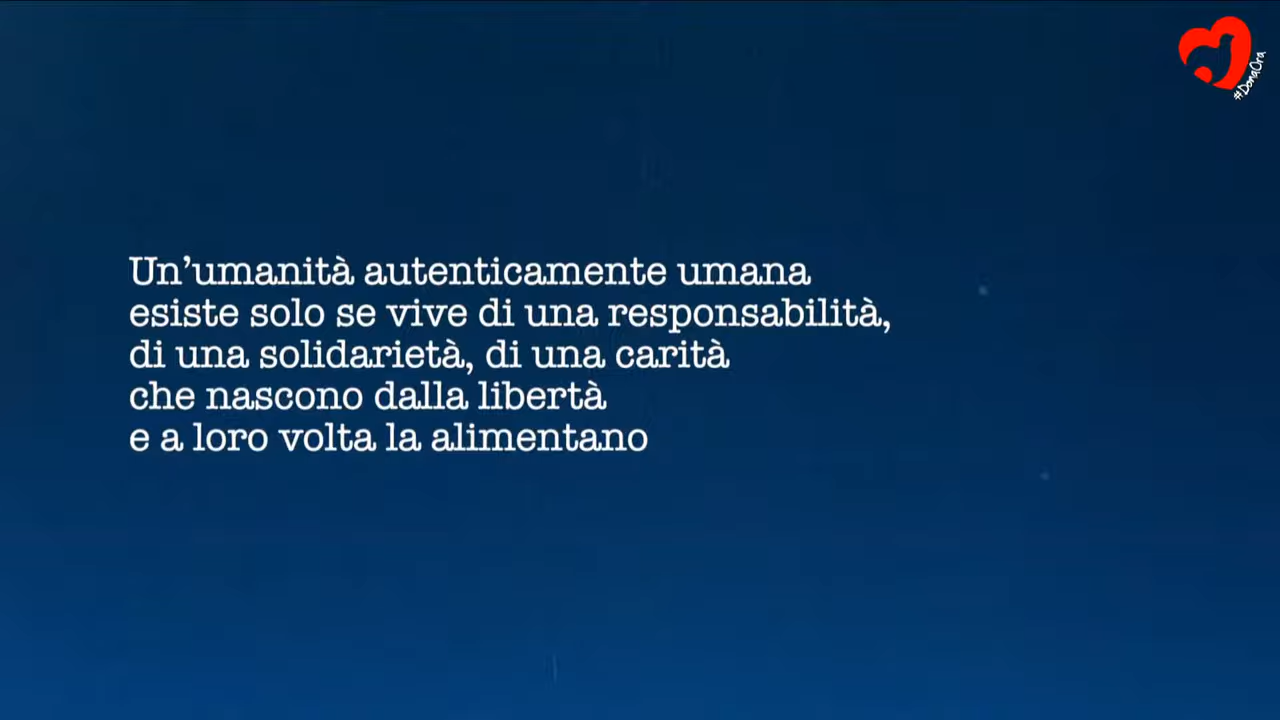 #DonaOra
Un’umanità autenticamente umana
esiste solo se vive di una responsabilità,
di una solidarietà, di una carità
che nascono dalla libertà
e a loro volta la alimentano